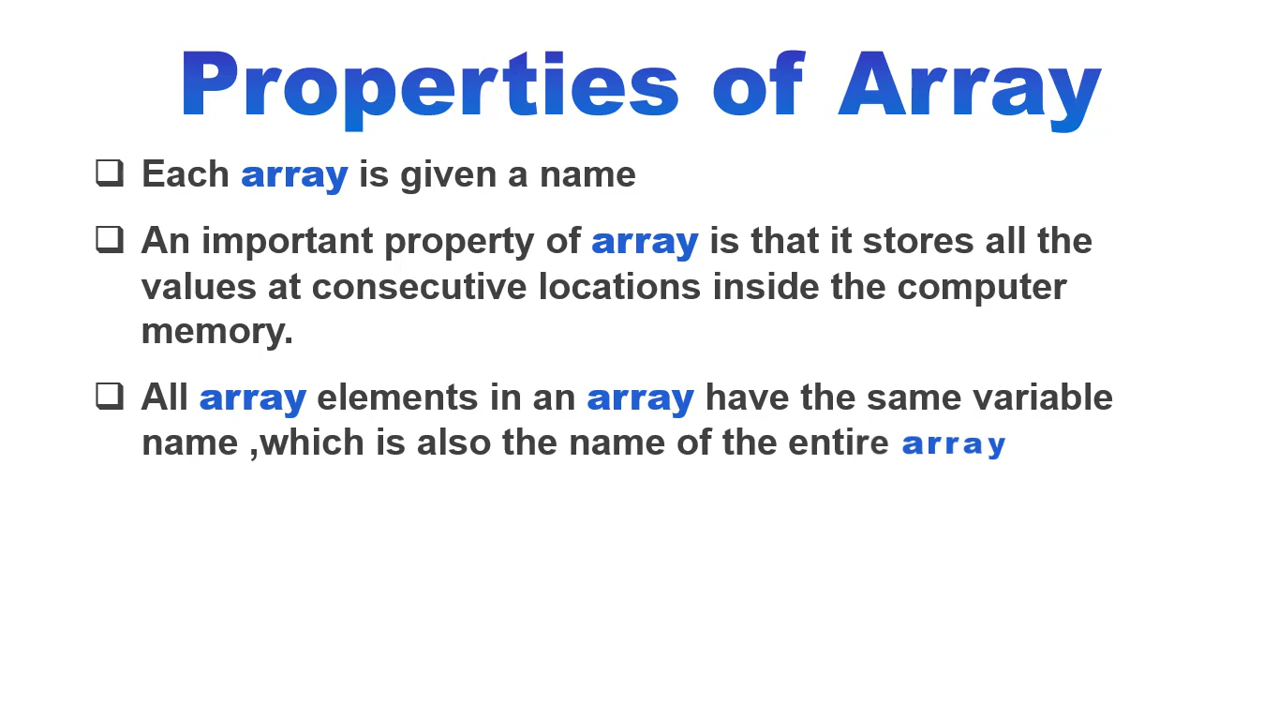 Properties of Array
❑ Each array is given a name
❑ An important property of array is that it stores all the
values at consecutive locations inside the computer
memory.
❑ All array elements in an array have the same variable
name ,which is also the name of the entire array